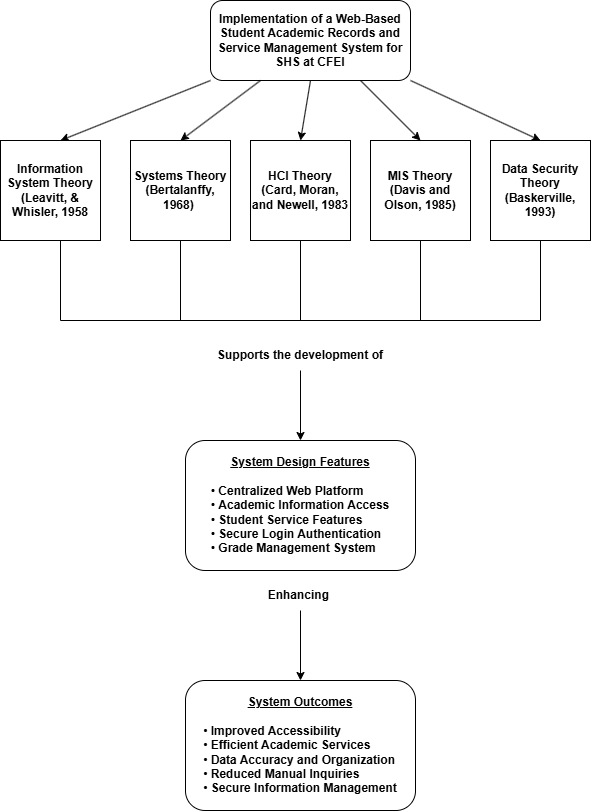 Implementation of a Web-Based
Student Academic Records and
Service Management System for
SHS at CFEI
Information
System Theory
(Leavitt, &
Whisler, 1958
Systems Theory
(Bertalanffy,
1968)
HCI Theory
(Card, Moran,
and Newell, 1983
MIS Theory
(Davis and
Olson, 1985)
Data Security
Theory
(Baskerville,
1993)
Supports the development of
System Design Features
• Centralized Web Platform
• Academic Information Access
• Student Service Features
• Secure Login Authentication
• Grade Management System
Enhancing
System Outcomes
• Improved Accessibility
• Efficient Academic Services
• Data Accuracy and Organization
• Reduced Manual Inquiries
• Secure Information Management